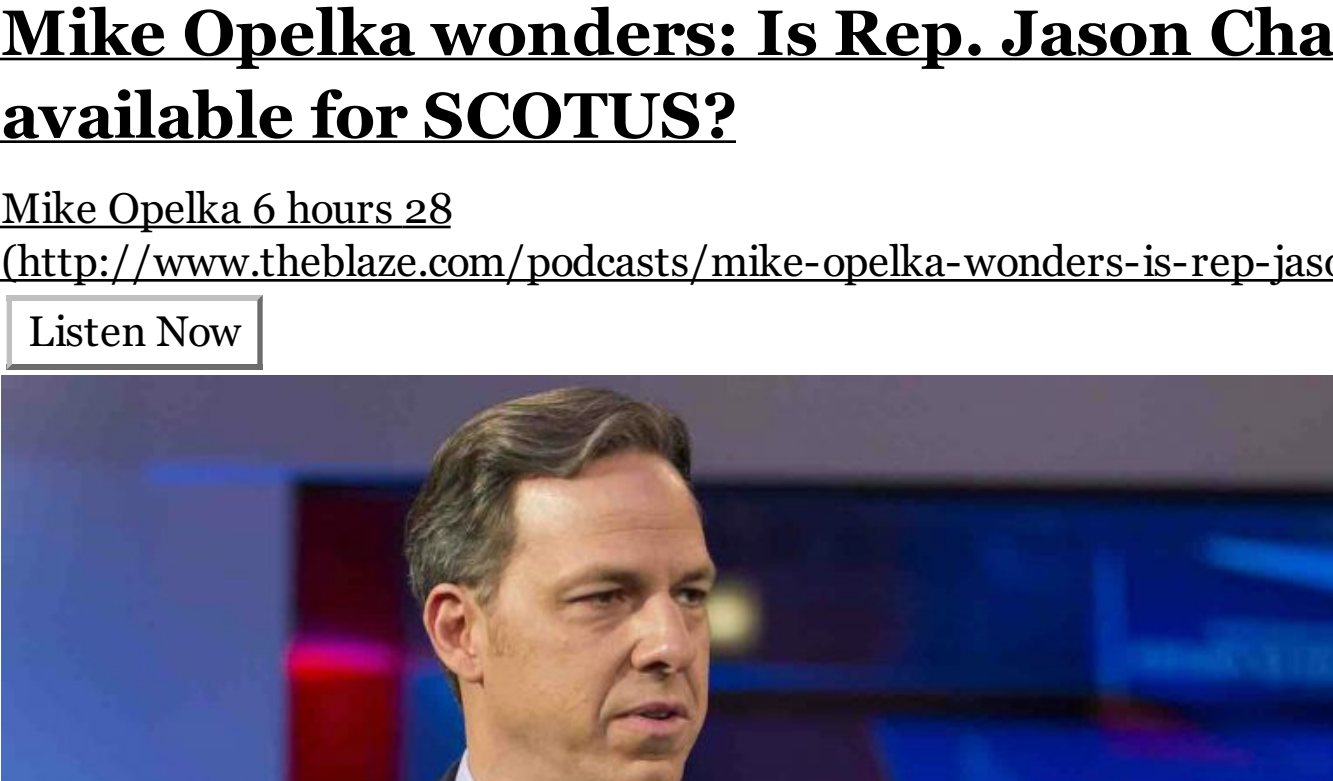 Mike Opelka wonders: Is Rep. Jason Cha
available for SCOTUS?
Mike Opelka 6 hours 28
(http://www.theblaze.com/podcasts/mike-opelka-wonders-is-rep-jaso
Listen Now